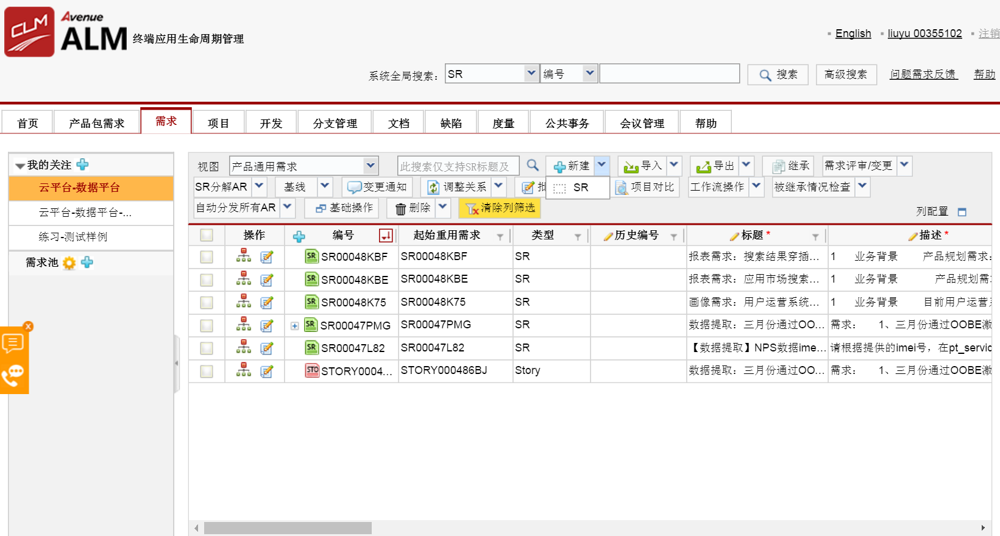 CLM
Avenue
ALM 终端应用生命周期管理
English liuyu 00355102 注销
系统全局搜索： SR 编号 搜索 高级搜索 问题需求反馈 帮助
首页 产品包需求 需求 项目 开发 分支管理 文档 缺陷 度量 公共事务 会议管理 帮助
我的关注
云平台-数据平台
云平台-数据平台-...
练习-测试样例
需求池
视图 产品通用需求 此搜索仅支持SR标题及 新建 导入 导出 继承 需求评审/变更
SR分解AR 基线 变更通知 调整关系 批 SR 项目对比 工作流操作 被继承情况检查
自动分发所有AR 基础操作 删除 清除列筛选 列配置
操作 编号 起始重用需求 类型 历史编号 标题* 描述*
SR SR00048KBF SR00048KBF SR 报表需求：搜索结果穿插... 1 业务背景 产品规划需求:
SR SR00048KBE SR00048KBE SR 报表需求：应用市场搜索... 1 业务背景 产品规划需
SR SR00048K75 SR00048K75 SR 画像需求：用户运营系统... 1 业务背景 目前用户运营
SR SR00047PMG SR00047PMG SR 数据提取：三月份通过OO... 需求： 1、三月份通过OOBE激
SR SR00047L82 SR00047L82 SR 【数据提取】NPS数据imei... 请根据提供的imei号，在pt_servic
STO STORY0004... STORY000486BJ Story 数据提取：三月份通过OO... 需求： 1、三月份通过OOBE激